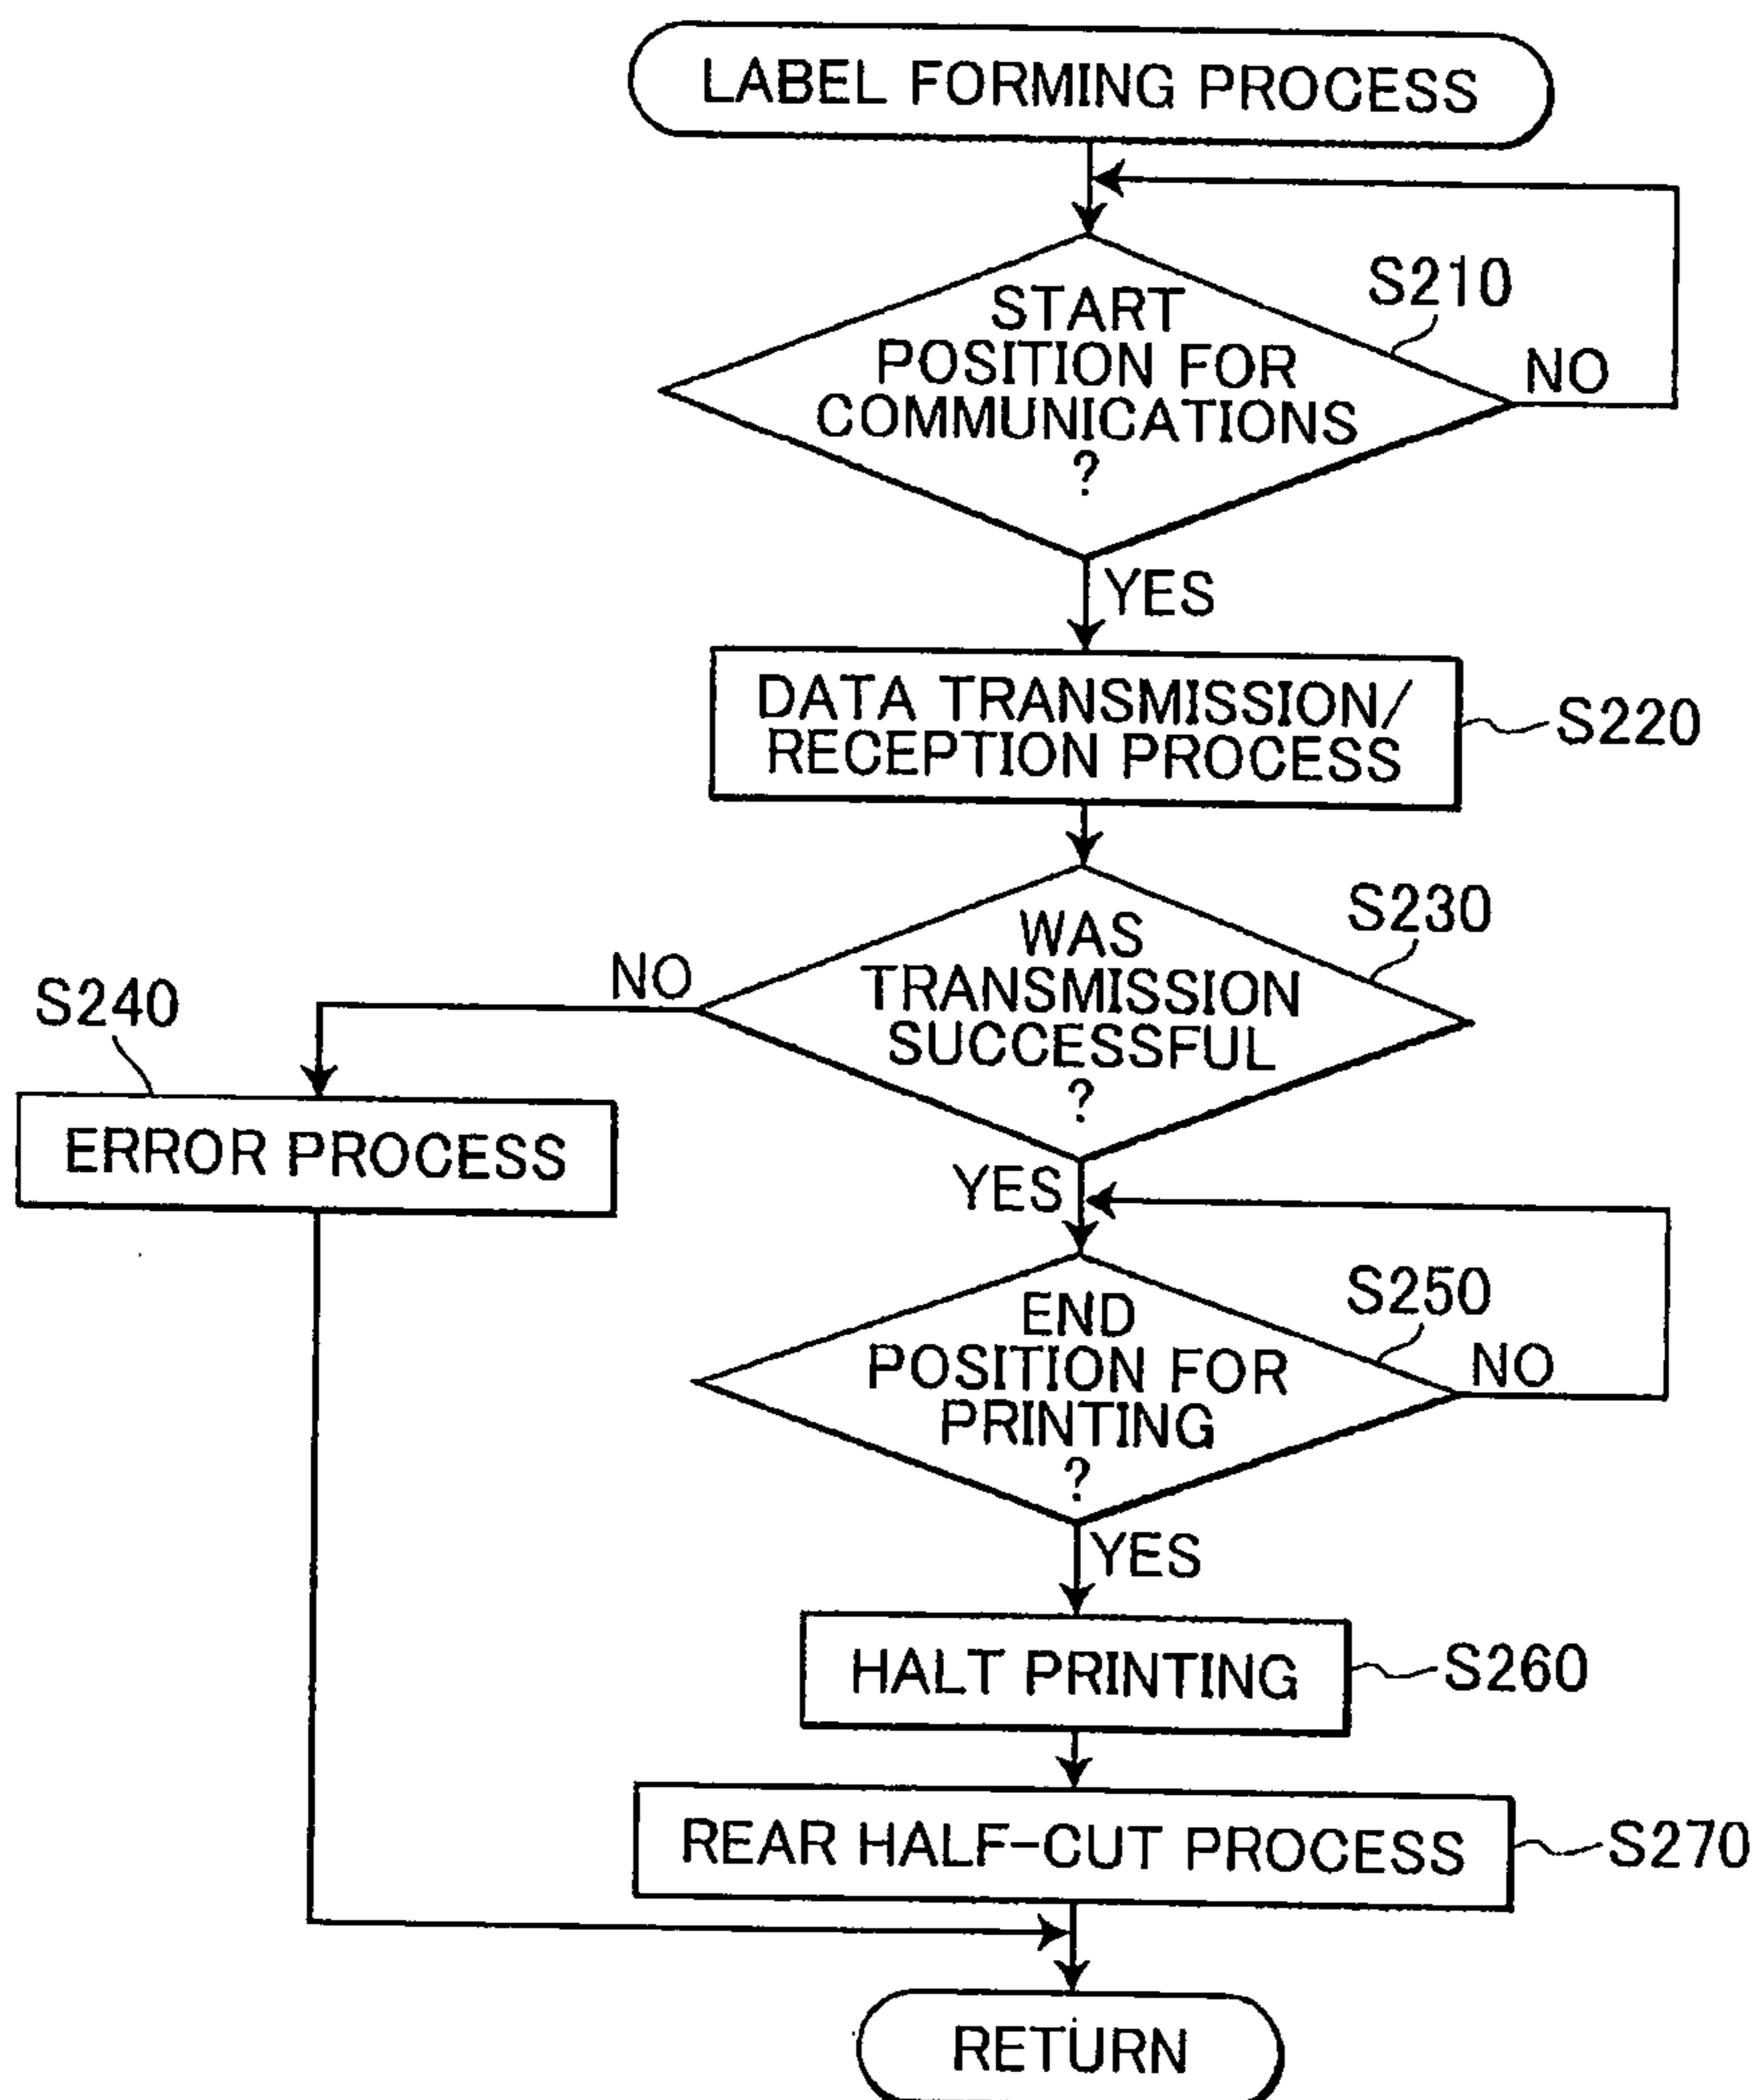 LABEL FORMING PROCESS
S210
START
POSITION FOR
COMMUNICATIONS
?
NO
YES
DATA TRANSMISSION/
RECEPTION PROCESS
S220
S230
WAS
TRANSMISSION
SUCCESSFUL
?
NO
S240
ERROR PROCESS
YES
S250
END
POSITION FOR
PRINTING
?
NO
YES
HALT PRINTING
S260
REAR HALF-CUT PROCESS
S270
RETURN